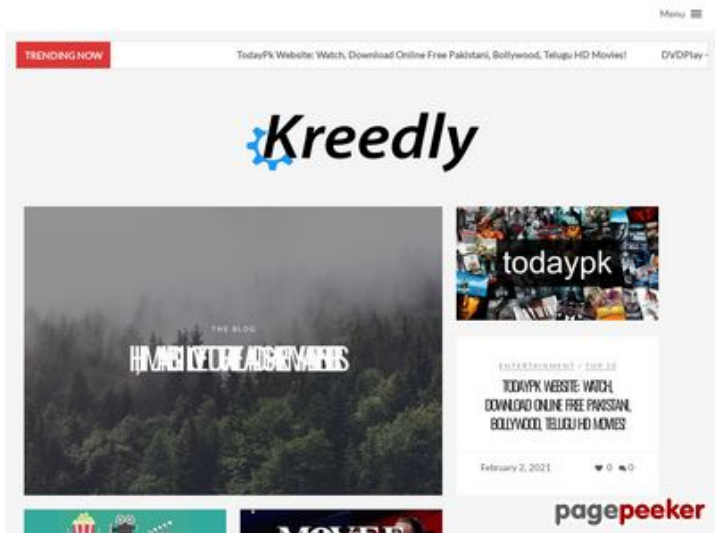 Menu
TRENDING NOW
TodayPk Website: Watch, Download Online Free Pakistani, Bollywood, Telugu HD Movies!
DVDPlay -
Kreedly
todaypk
THE BLOG
ENTERTAINMENT / TOP 10
TODAYPK WEBSITE: WATCH,
DOWNLOAD ONLINE FREE PAKISTANI,
BOLLYWOOD, TELUGU HD MOVIES!
February 2, 2021
0
0
pagepeeker